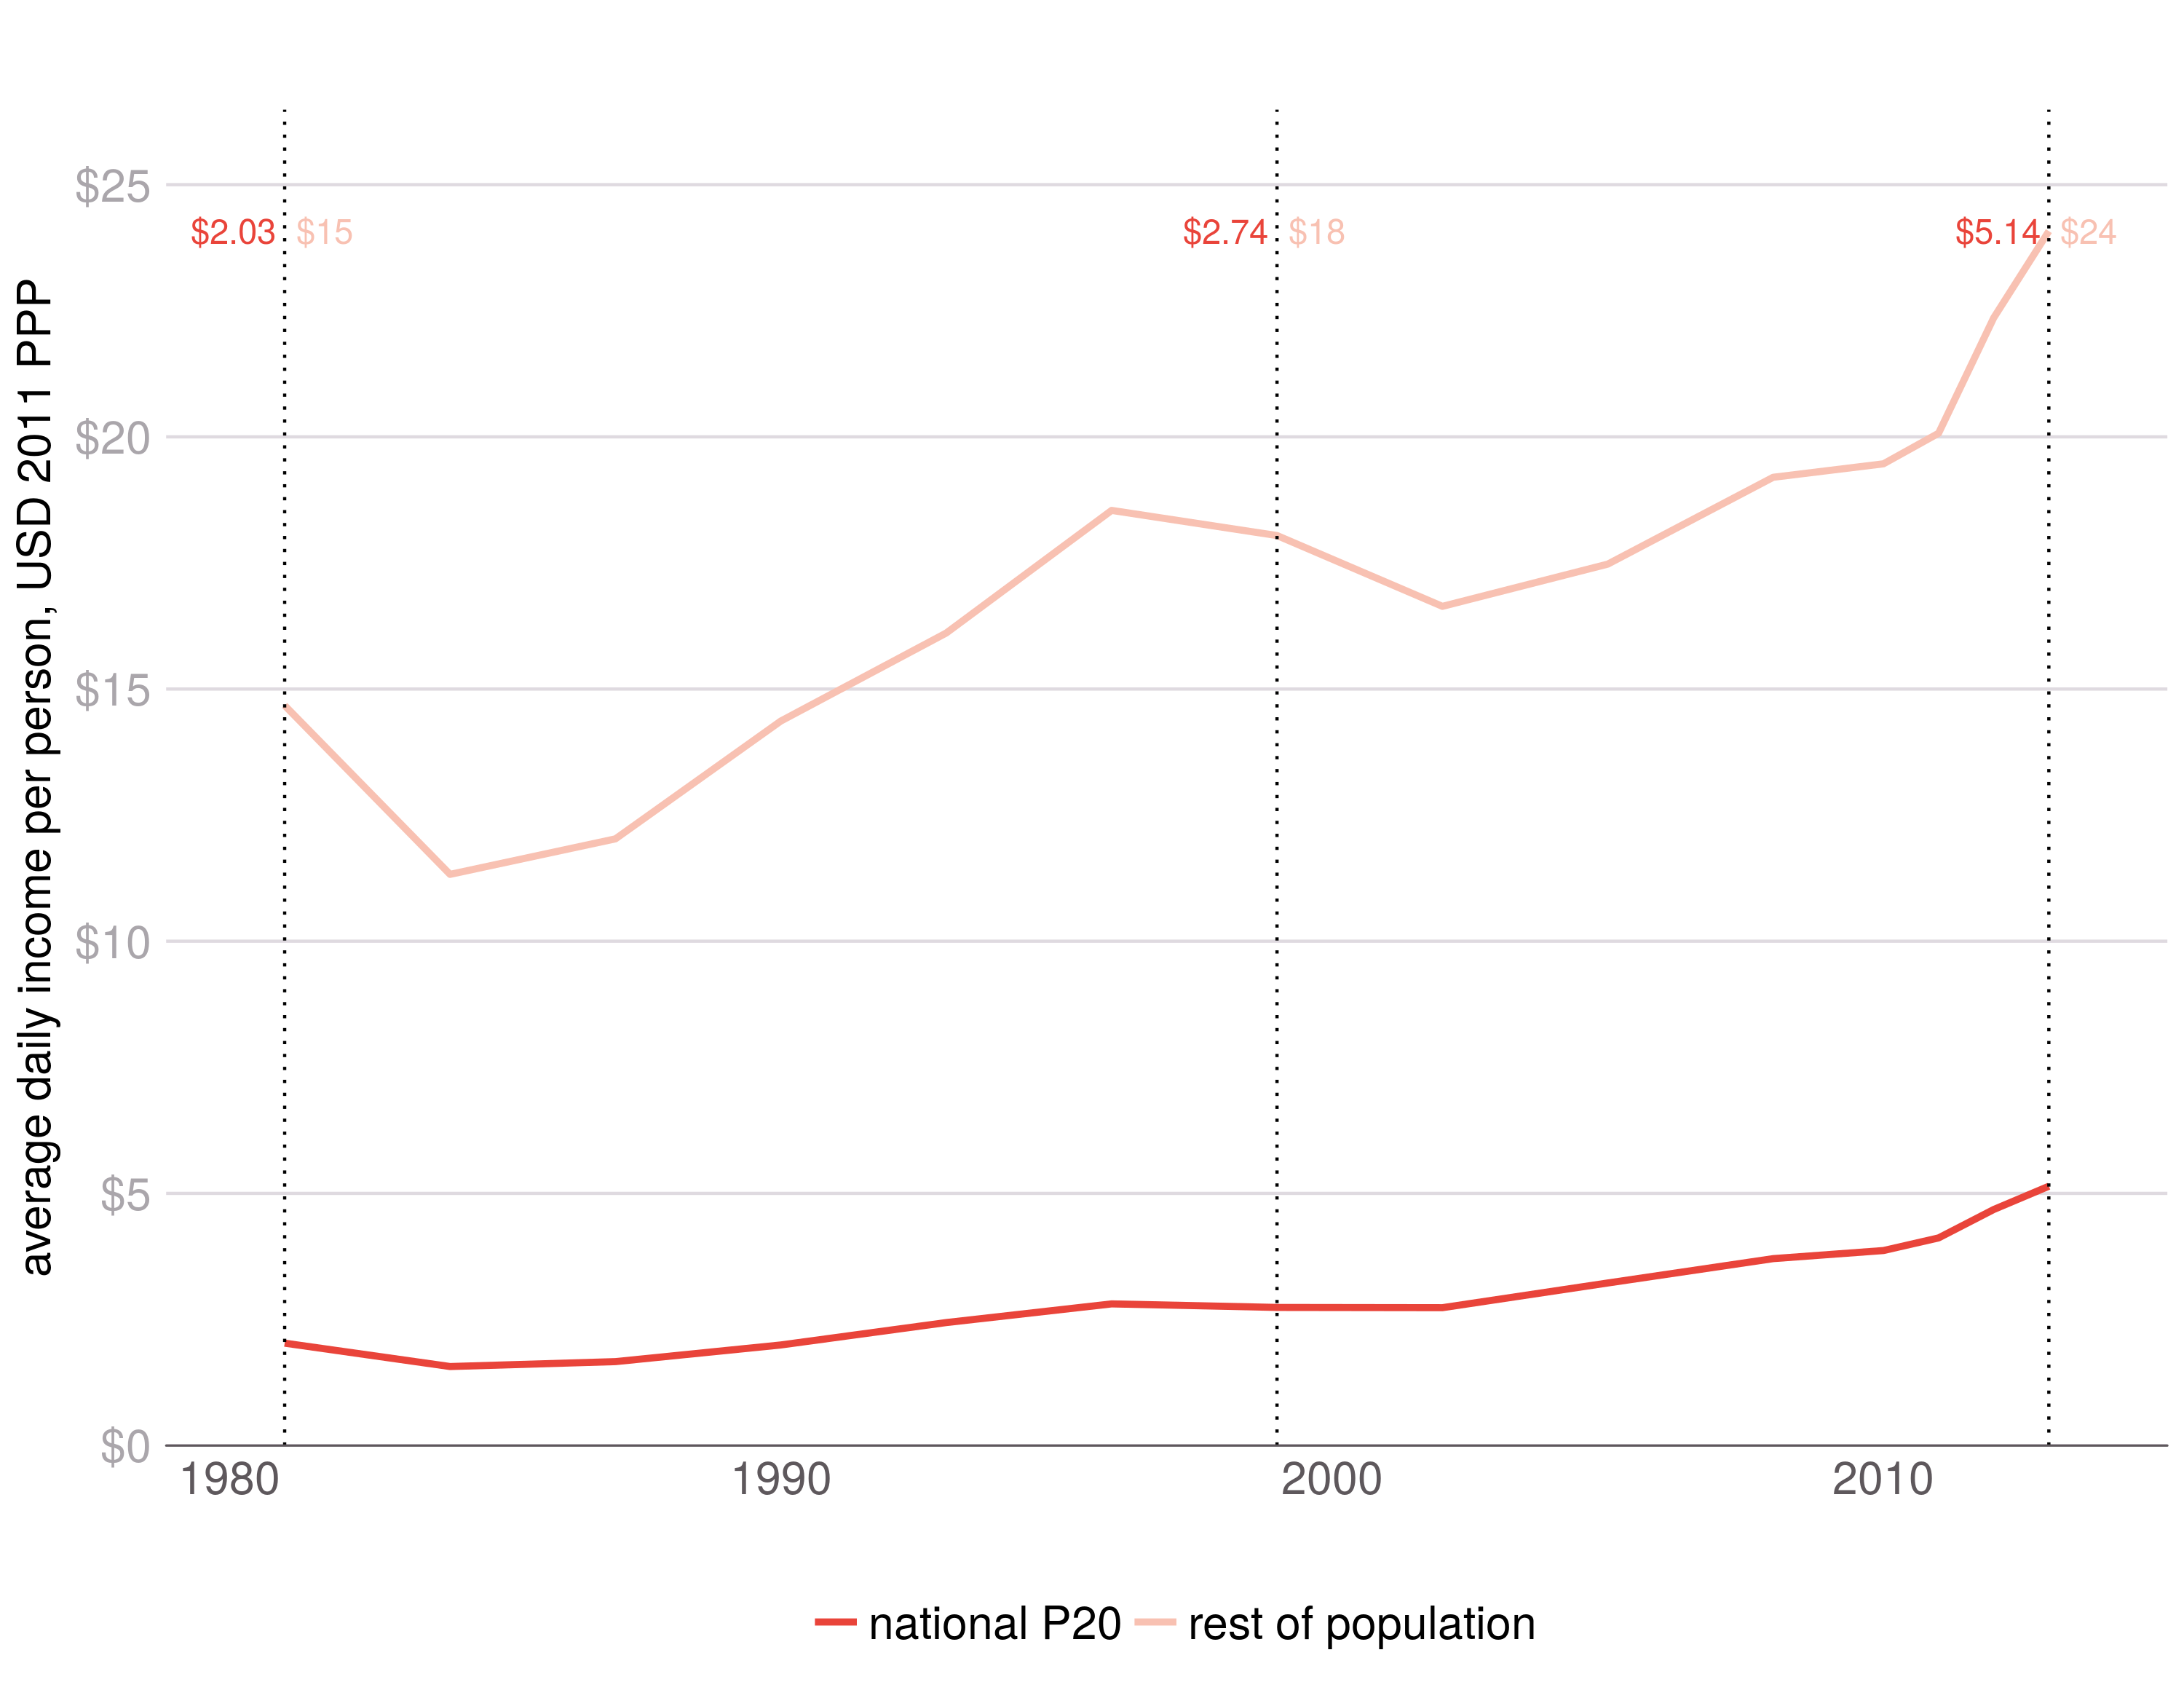 average daily income per person, USD 2011 PPP
$25
$2.03 $15 $2.74 $18 $5.14 $24
$20
$15
$10
$5
$0
1980 1990 2000 2010
national P20 rest of population